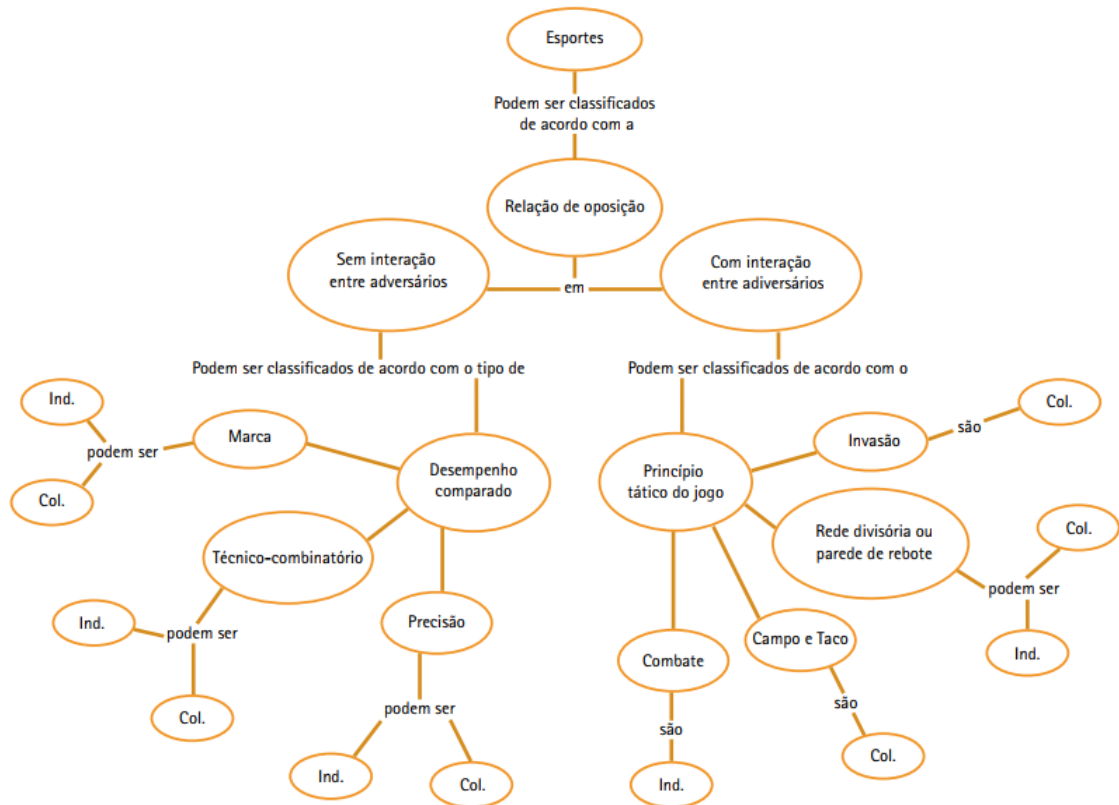 Esportes
Podem ser classificados
de acordo com a
Relação de oposição
Sem interação
entre adversários
em
Com interação
entre adiversários
Podem ser classificados de acordo com o tipo de
Podem ser classificados de acordo com o
Ind.
podem ser
Col.
Marca
Desempenho
comparado
Técnico-combinatório
Ind.
podem ser
Col.
Precisão
podem ser
Ind.
Col.
Princípio
tático do jogo
Invasão
são
Col.
Rede divisória ou
parede de rebote
Col.
podem ser
Ind.
Campo e Taco
são
Col.
Combate
são
Ind.